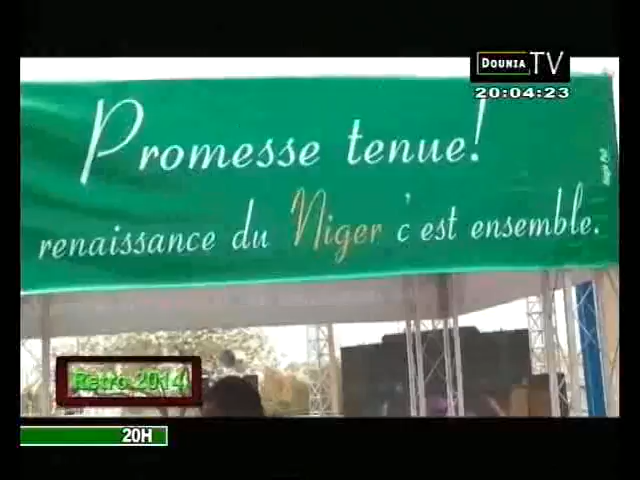 DOUNIA TV
20:04:23
Promesse tenue!
renaissance du Niger c'est ensemble.
Retro 2014
20H